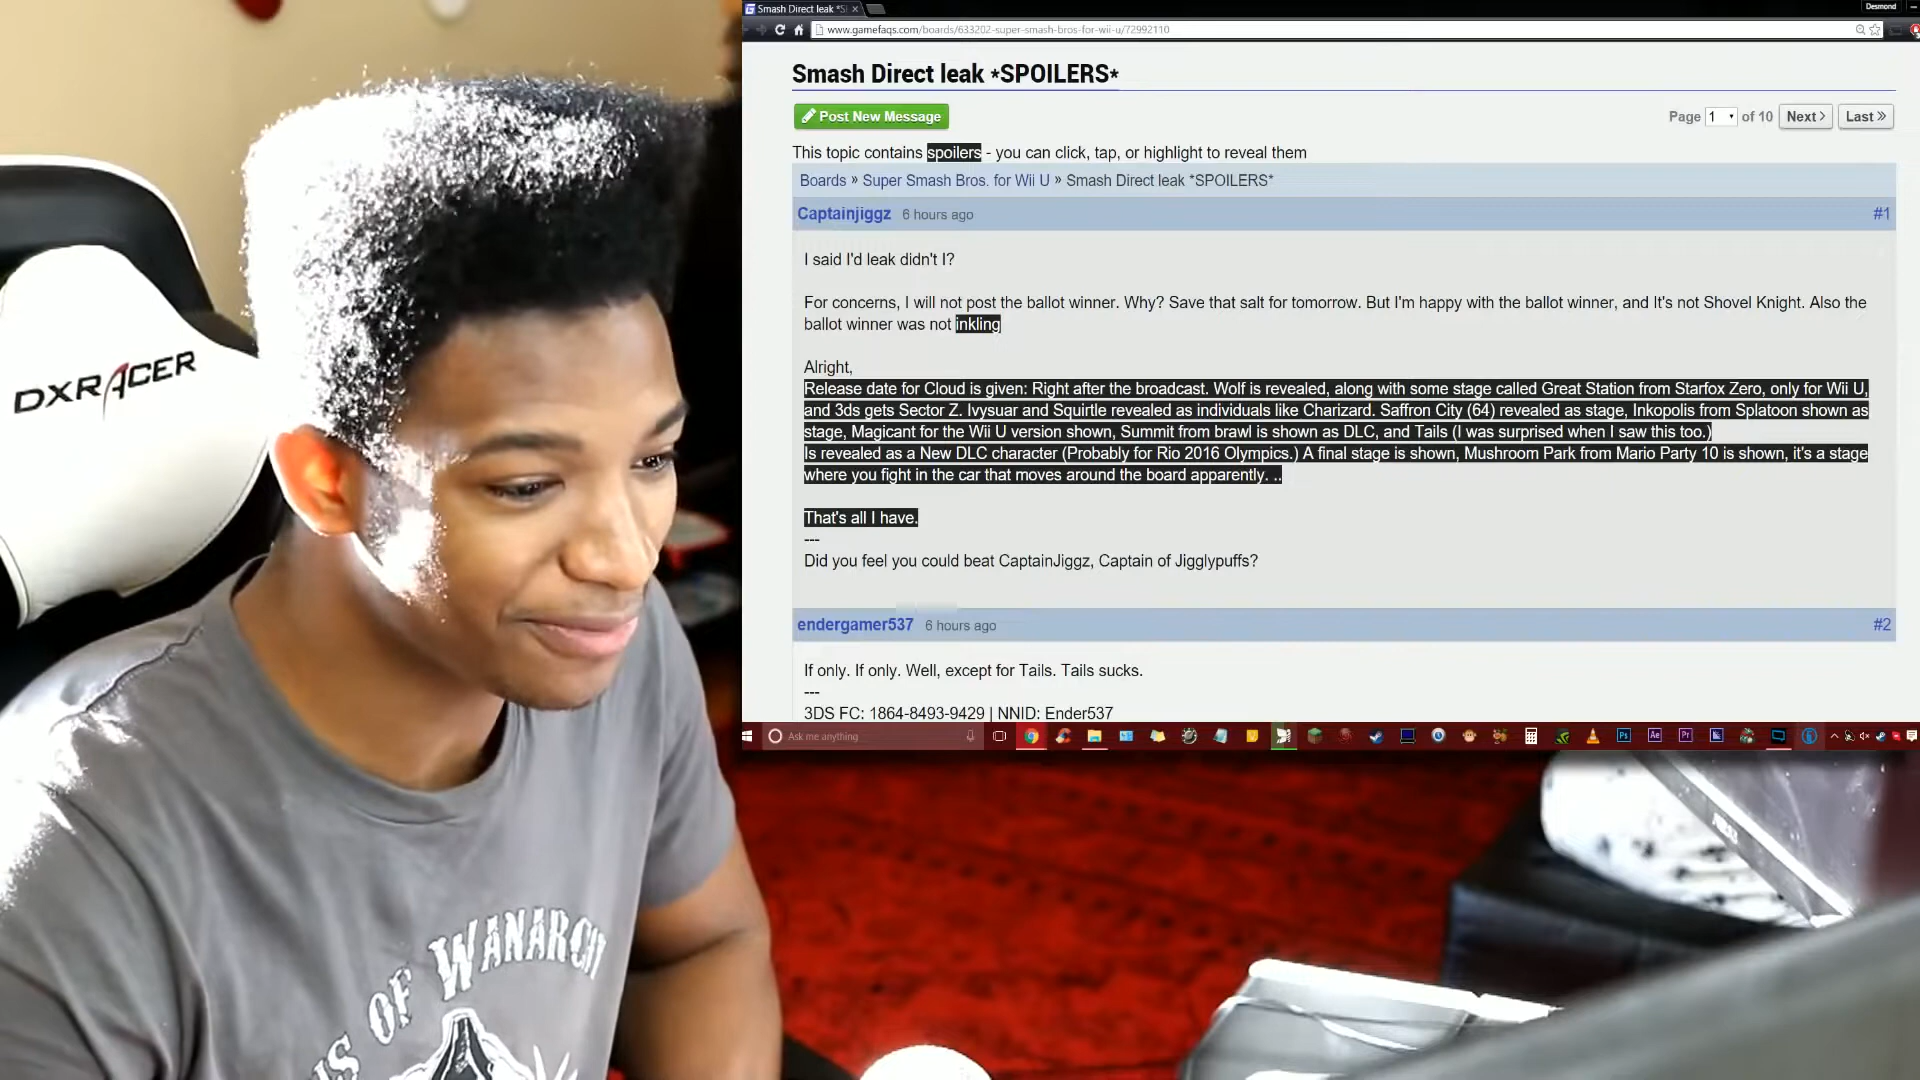 Smash Direct leak *S
Desmond
www.gamefaqs.com/boards/633202-super-smash-bros-for-wii-u/72992110
Smash Direct leak *SPOILERS*
Post New Message
Page 1 of 10 Next Last
This topic contains spoilers - you can click, tap, or highlight to reveal them
Boards » Super Smash Bros. for Wii U » Smash Direct leak *SPOILERS*
Captainjiggz 6 hours ago #1
I said I'd leak didn't I?
For concerns, I will not post the ballot winner. Why? Save that salt for tomorrow. But I'm happy with the ballot winner, and It's not Shovel Knight. Also the
ballot winner was not inkling
Alright,
Release date for Cloud is given: Right after the broadcast. Wolf is revealed, along with some stage called Great Station from Starfox Zero, only for Wii U,
and 3ds gets Sector Z. Ivysuar and Squirtle revealed as individuals like Charizard. Saffron City (64) revealed as stage, Inkopolis from Splatoon shown as
stage, Magicant for the Wii U version shown, Summit from brawl is shown as DLC, and Tails (I was surprised when I saw this too.)
Is revealed as a New DLC character (Probably for Rio 2016 Olympics.) A final stage is shown, Mushroom Park from Mario Party 10 is shown, it's a stage
where you fight in the car that moves around the board apparently. ..
That's all I have.
---
Did you feel you could beat CaptainJiggz, Captain of Jigglypuffs?
endergamer537 6 hours ago #2
If only. If only. Well, except for Tails. Tails sucks.
---
3DS FC: 1864-8493-9429 | NNID: Ender537
Ask me anything
Ps Ae Pr
DXRACER
OF WANARCHY